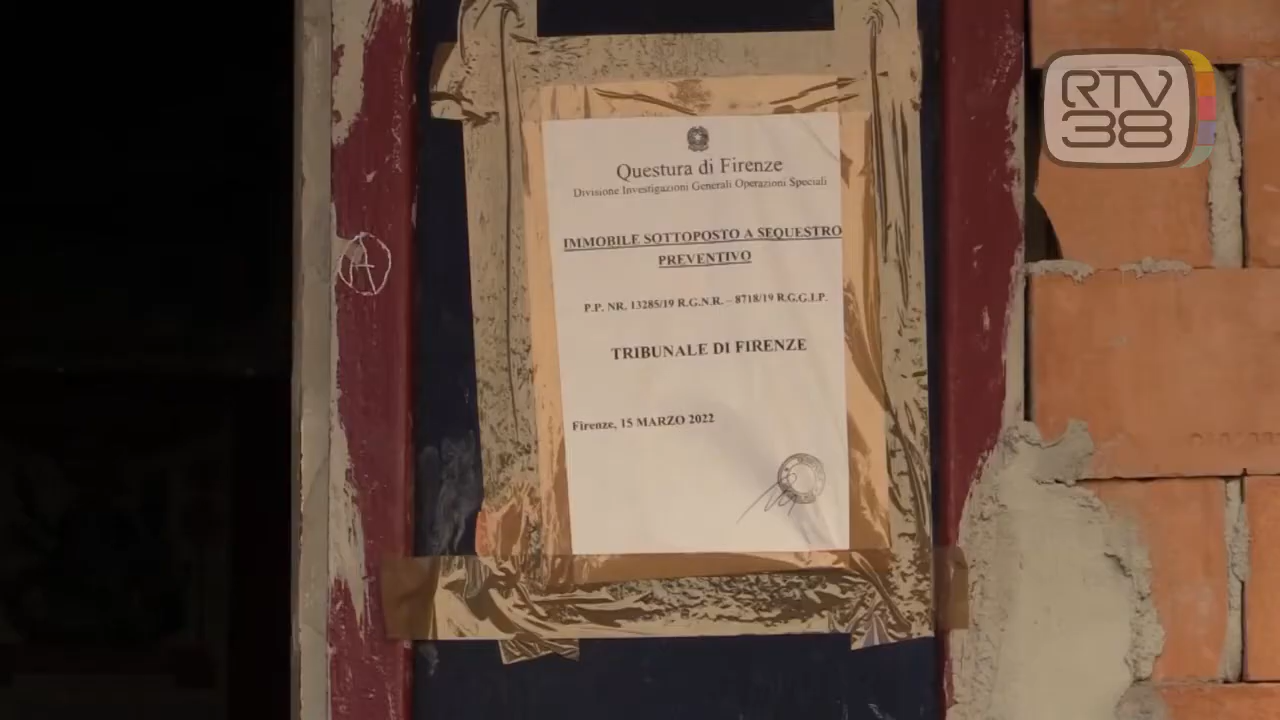 RTV
38
Questura di Firenze
Divisione Investigazioni Generali Operazioni Speciali
IMMOBILE SOTTOPOSTO A SEQUESTRO
PREVENTIVO
P.P. NR. 13285/19 R.G.N.R. – 8718/19 R.G.G.I.P.
TRIBUNALE DI FIRENZE
Firenze, 15 MARZO 2022
A